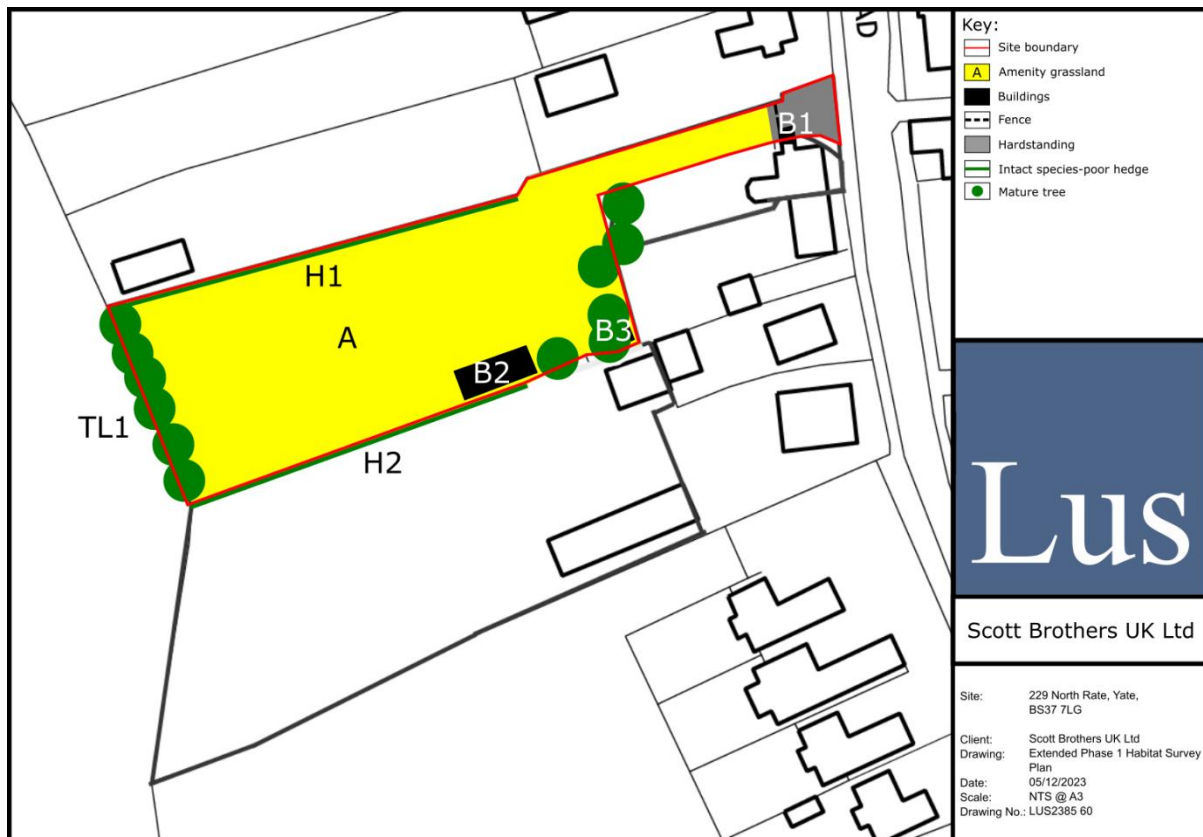 AD
B1
H1
A
B2
B3
TL1
H2
Key:
Site boundary
A Amenity grassland
Buildings
Fence
Hardstanding
Intact species-poor hedge
Mature tree
Lus
Scott Brothers UK Ltd
Site: 229 North Rate, Yate,
BS37 7LG
Client: Scott Brothers UK Ltd
Drawing: Extended Phase 1 Habitat Survey
Plan
Date: 05/12/2023
Scale: NTS @ A3
Drawing No.: LUS2385 60